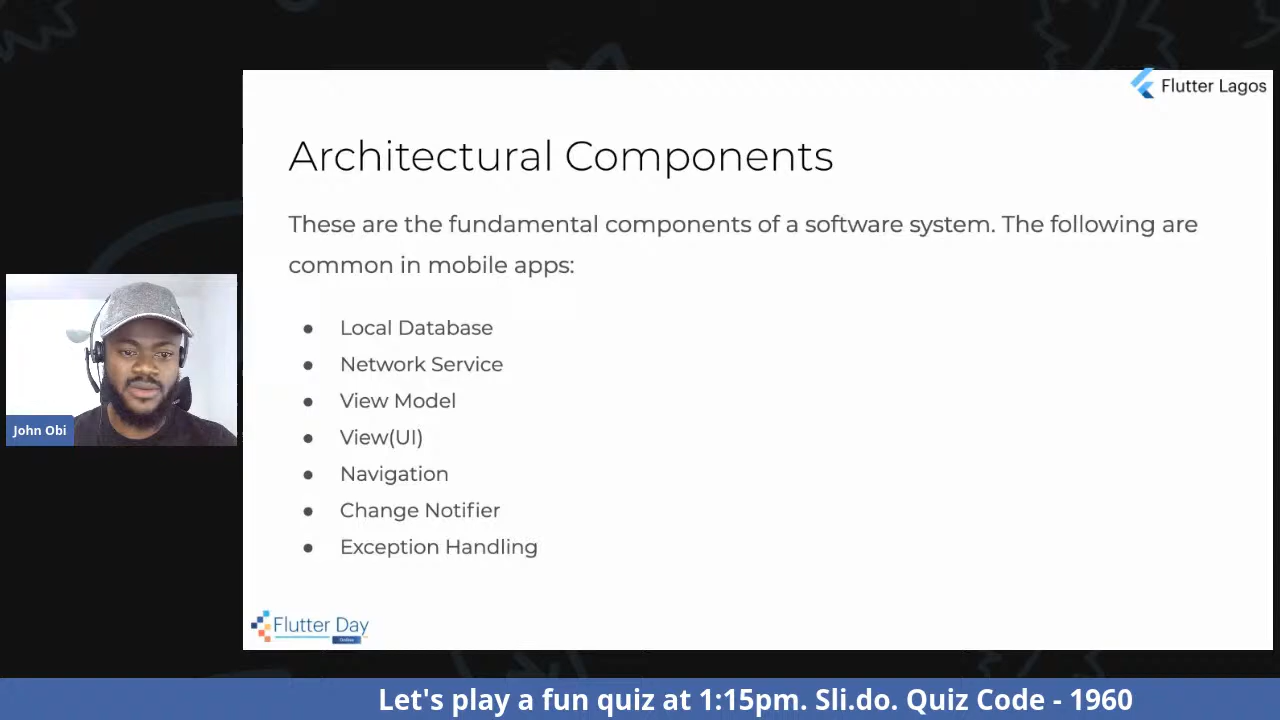 Flutter Lagos
Architectural Components
These are the fundamental components of a software system. The following are
common in mobile apps:
● Local Database
● Network Service
● View Model
● View(UI)
● Navigation
● Change Notifier
● Exception Handling
John Obi
Flutter Day
Let's play a fun quiz at 1:15pm. Sli.do. Quiz Code - 1960